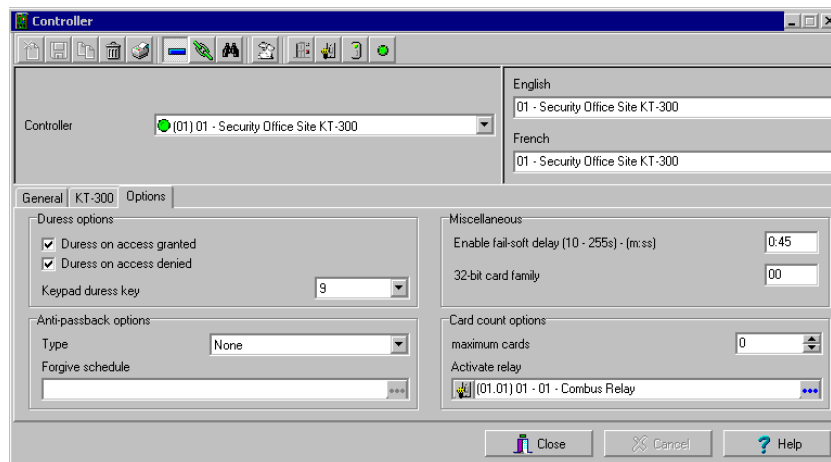 Controller
English
01 - Security Office Site KT-300
Controller
(01) 01 - Security Office Site KT-300
French
01 - Security Office Site KT-300
General
KT-300
Options
Duress options
Duress on access granted
Duress on access denied
Keypad duress key
9
Miscellaneous
Enable fail-soft delay (10 - 255s) - (m:ss)
0:45
32-bit card family
00
Anti-passback options
Type
None
Forgive schedule
Card count options
maximum cards
0
Activate relay
(01.01) 01 - 01 - Combus Relay
Close
Cancel
Help